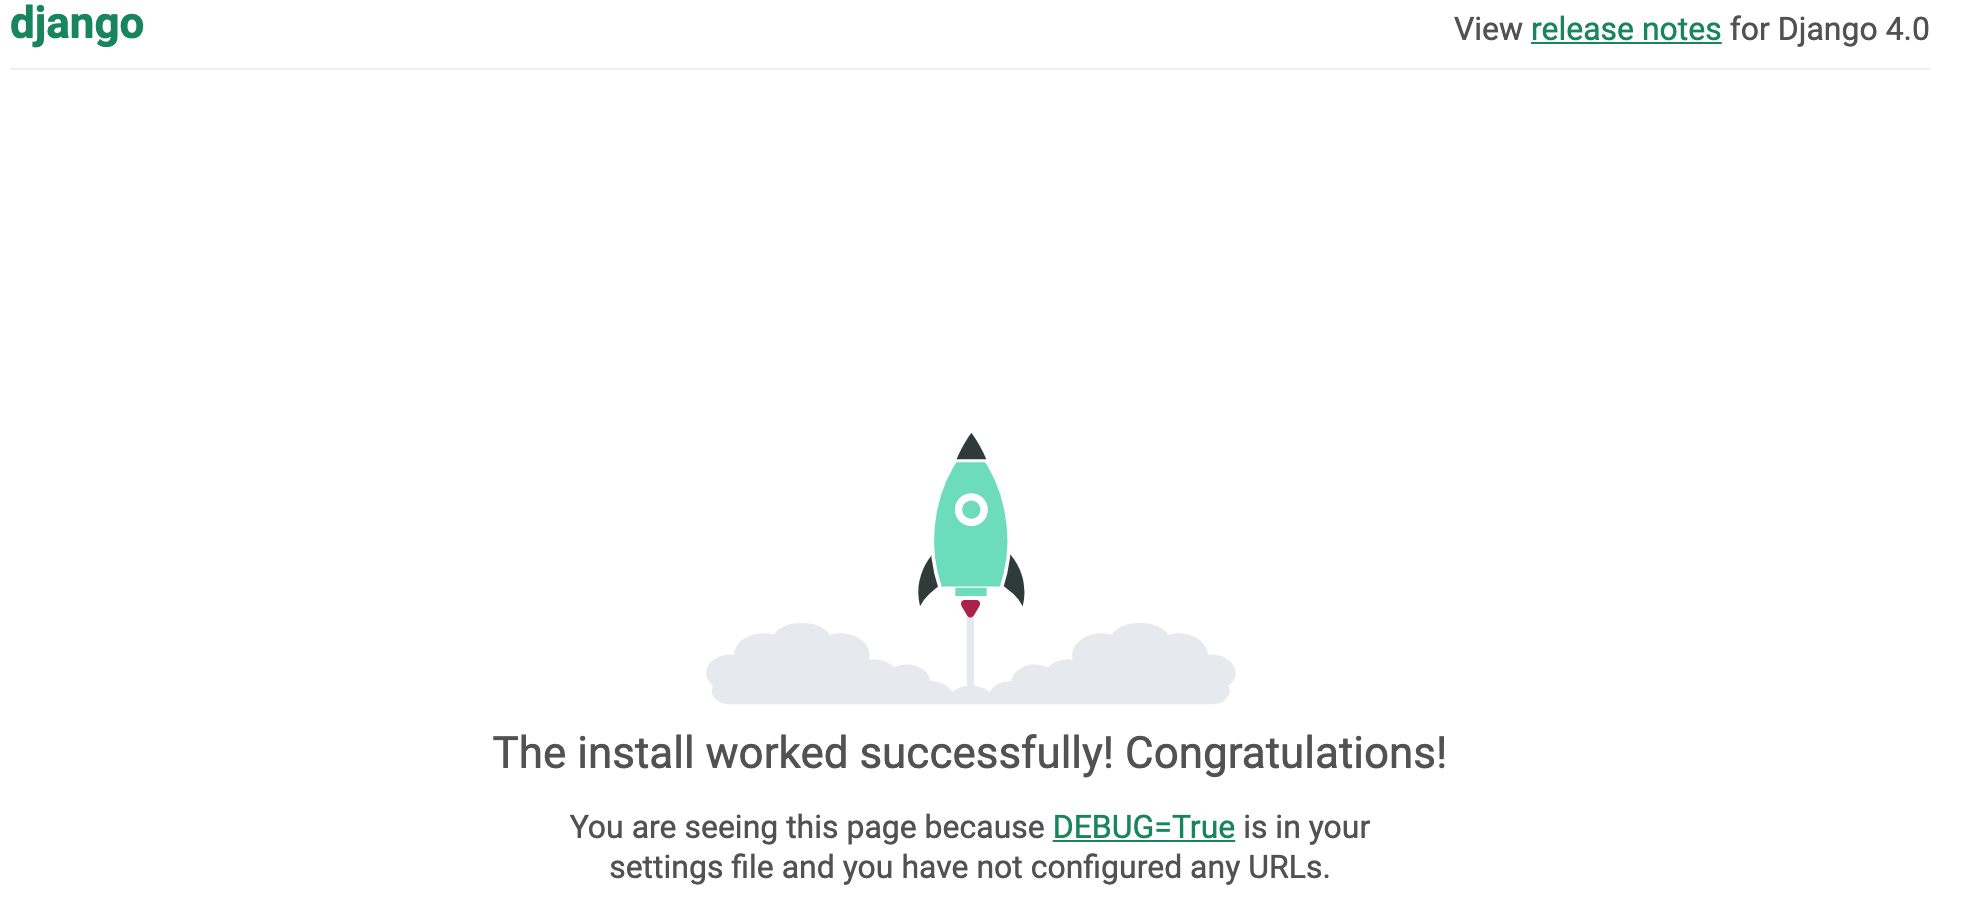 django
View release notes for Django 4.0
The install worked successfully! Congratulations!
You are seeing this page because DEBUG=True is in your
settings file and you have not configured any URLs.